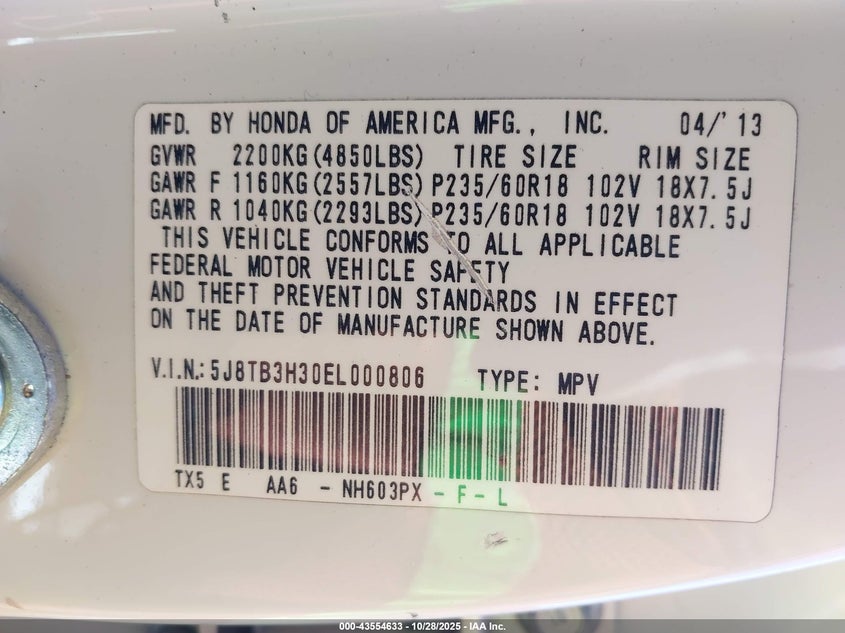 MFD. BY HONDA OF AMERICA MFG., INC. 04/'13
GVWR 2200KG(4850LBS) TIRE SIZE RIM SIZE
GAWR F 1160KG(2557LBS) P235/60R18 102V 18X7.5J
GAWR R 1040KG(2293LBS) P235/60R18 102V 18X7.5J
THIS VEHICLE CONFORMS TO ALL APPLICABLE
FEDERAL MOTOR VEHICLE SAFETY
AND THEFT PREVENTION STANDARDS IN EFFECT
ON THE DATE OF MANUFACTURE SHOWN ABOVE.
V.I.N.: 5J8TB3H30EL000806 TYPE: MPV
TX5 E AA6 - NH603PX - F - L
000-43554633 - 10/28/2025 - IAA Inc.